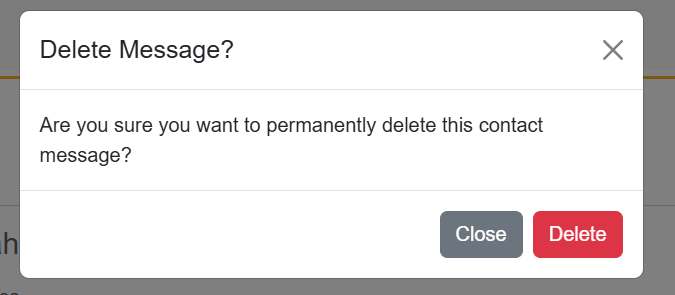 Delete Message?
Are you sure you want to permanently delete this contact
message?
Close Delete